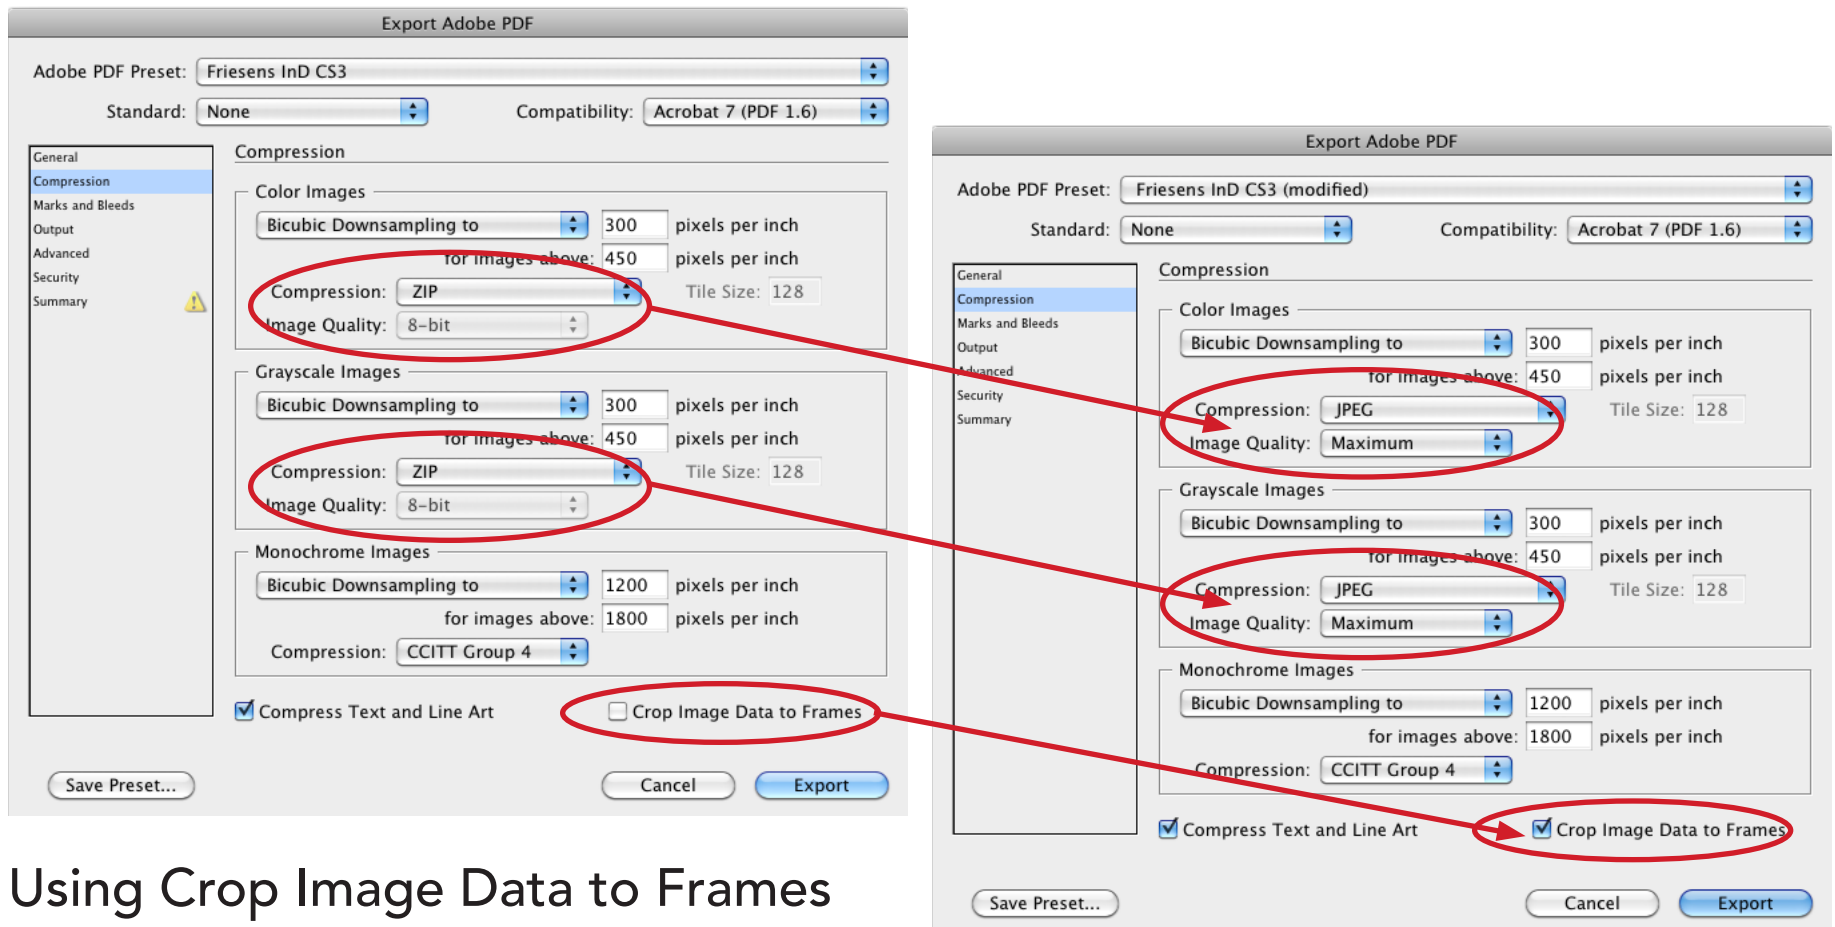 Export Adobe PDF
Adobe PDF Preset: Friesens InD CS3
Standard: None Compatibility: Acrobat 7 (PDF 1.6)
General
Compression
Marks and Bleeds
Output
Advanced
Security
Summary
Compression
Color Images
Bicubic Downsampling to 300 pixels per inch
for images above: 450 pixels per inch
Compression: ZIP Tile Size: 128
Image Quality: 8-bit
Grayscale Images
Bicubic Downsampling to 300 pixels per inch
for images above: 450 pixels per inch
Compression: ZIP Tile Size: 128
Image Quality: 8-bit
Monochrome Images
Bicubic Downsampling to 1200 pixels per inch
for images above: 1800 pixels per inch
Compression: CCITT Group 4
Compress Text and Line Art Crop Image Data to Frames
Save Preset... Cancel Export
Export Adobe PDF
Adobe PDF Preset: Friesens InD CS3 (modified)
Standard: None Compatibility: Acrobat 7 (PDF 1.6)
General
Compression
Marks and Bleeds
Output
Advanced
Security
Summary
Compression
Color Images
Bicubic Downsampling to 300 pixels per inch
for images above: 450 pixels per inch
Compression: JPEG Tile Size: 128
Image Quality: Maximum
Grayscale Images
Bicubic Downsampling to 300 pixels per inch
for images above: 450 pixels per inch
Compression: JPEG Tile Size: 128
Image Quality: Maximum
Monochrome Images
Bicubic Downsampling to 1200 pixels per inch
for images above: 1800 pixels per inch
Compression: CCITT Group 4
Compress Text and Line Art Crop Image Data to Frames
Save Preset... Cancel Export
Using Crop Image Data to Frames